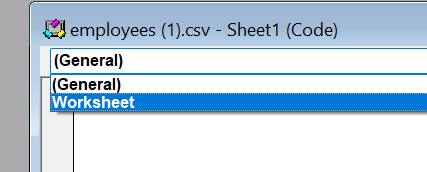 employees (1).csv - Sheet1 (Code)
(General)
(General)
Worksheet